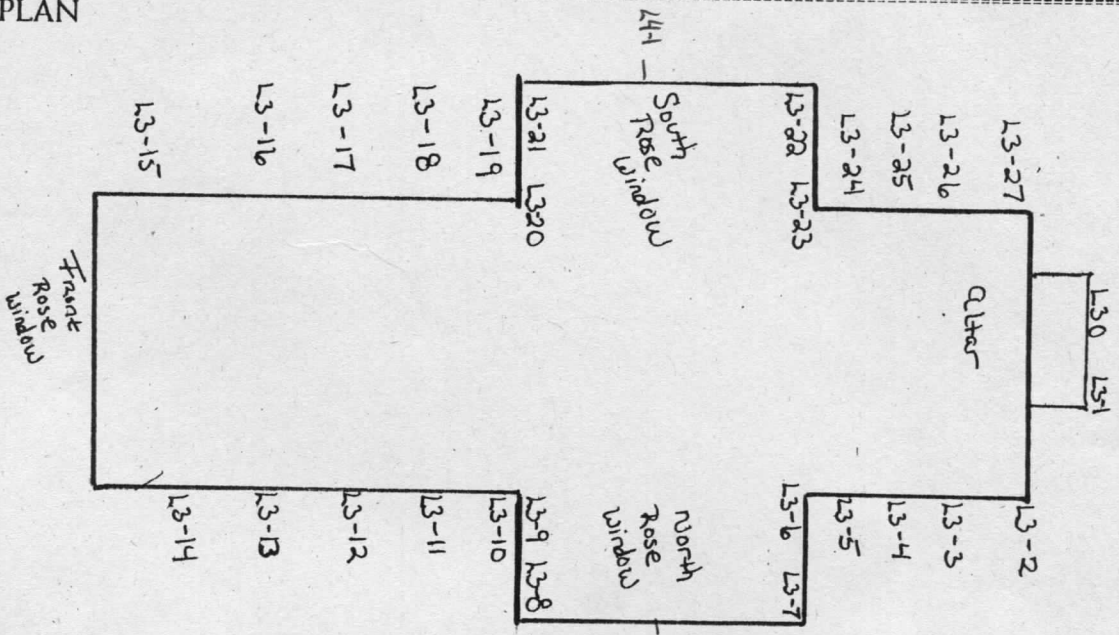 PLAN
L4-1
L3-15
L3-16
L3-17
L3-18
L3-19
L3-21
L3-20
South
Rose
Window
L3-22
L3-23
L3-24
L3-25
L3-26
L3-27
Front
Rose
Window
altar
L30
L3-1
L3-14
L3-13
L3-12
L3-11
L3-10
L3-9
L3-8
North
Rose
Window
L3-6
L3-7
L3-5
L3-4
L3-3
L3-2